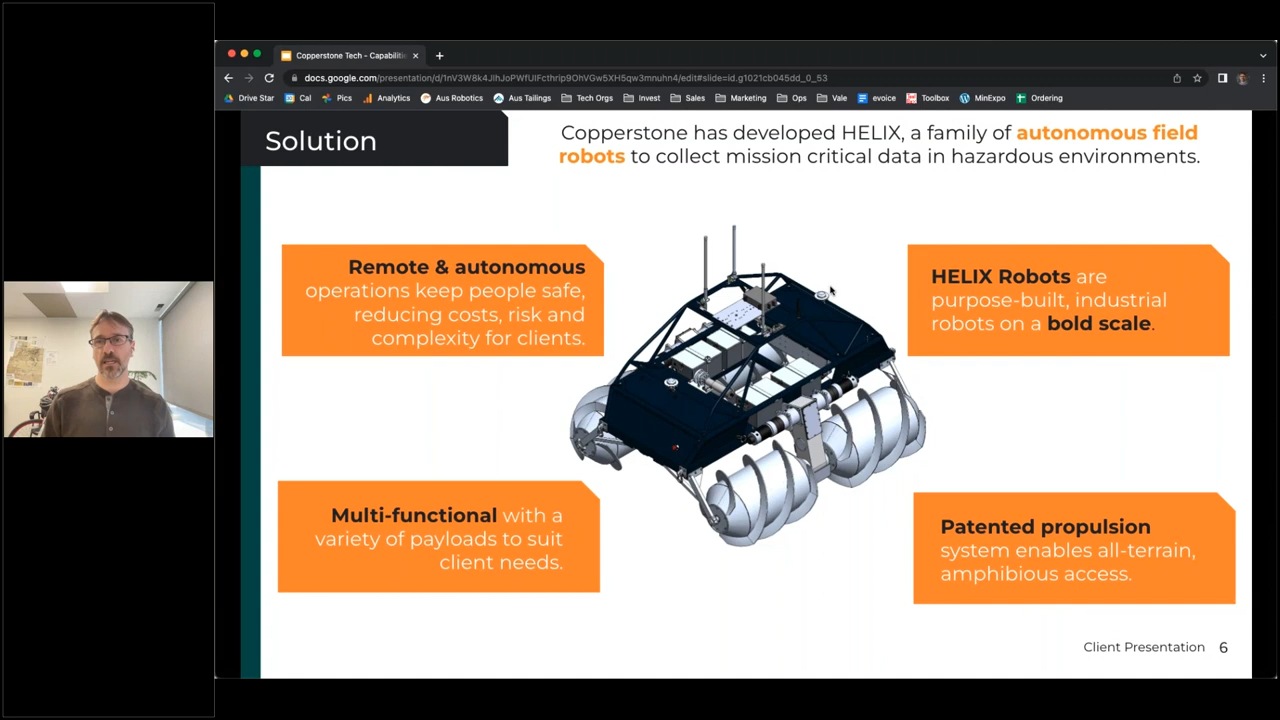 Copperstone Tech - Capabiliti
docs.google.com/presentation/d/1nV3W8k4JlhJoPWfUIFcthrip9OhVGw5XH5qw3mnuhn4/edit#slide=id.g1021cb045dd_0_53
Drive Star Cal Pics Analytics Aus Robotics Aus Tailings Tech Orgs Invest Sales Marketing Ops Vale evoice Toolbox MinExpo Ordering
Solution
Copperstone has developed HELIX, a family of autonomous field
robots to collect mission critical data in hazardous environments.
Remote & autonomous
operations keep people safe,
reducing costs, risk and
complexity for clients.
HELIX Robots are
purpose-built, industrial
robots on a bold scale.
Multi-functional with a
variety of payloads to suit
client needs.
Patented propulsion
system enables all-terrain,
amphibious access.
Client Presentation 6